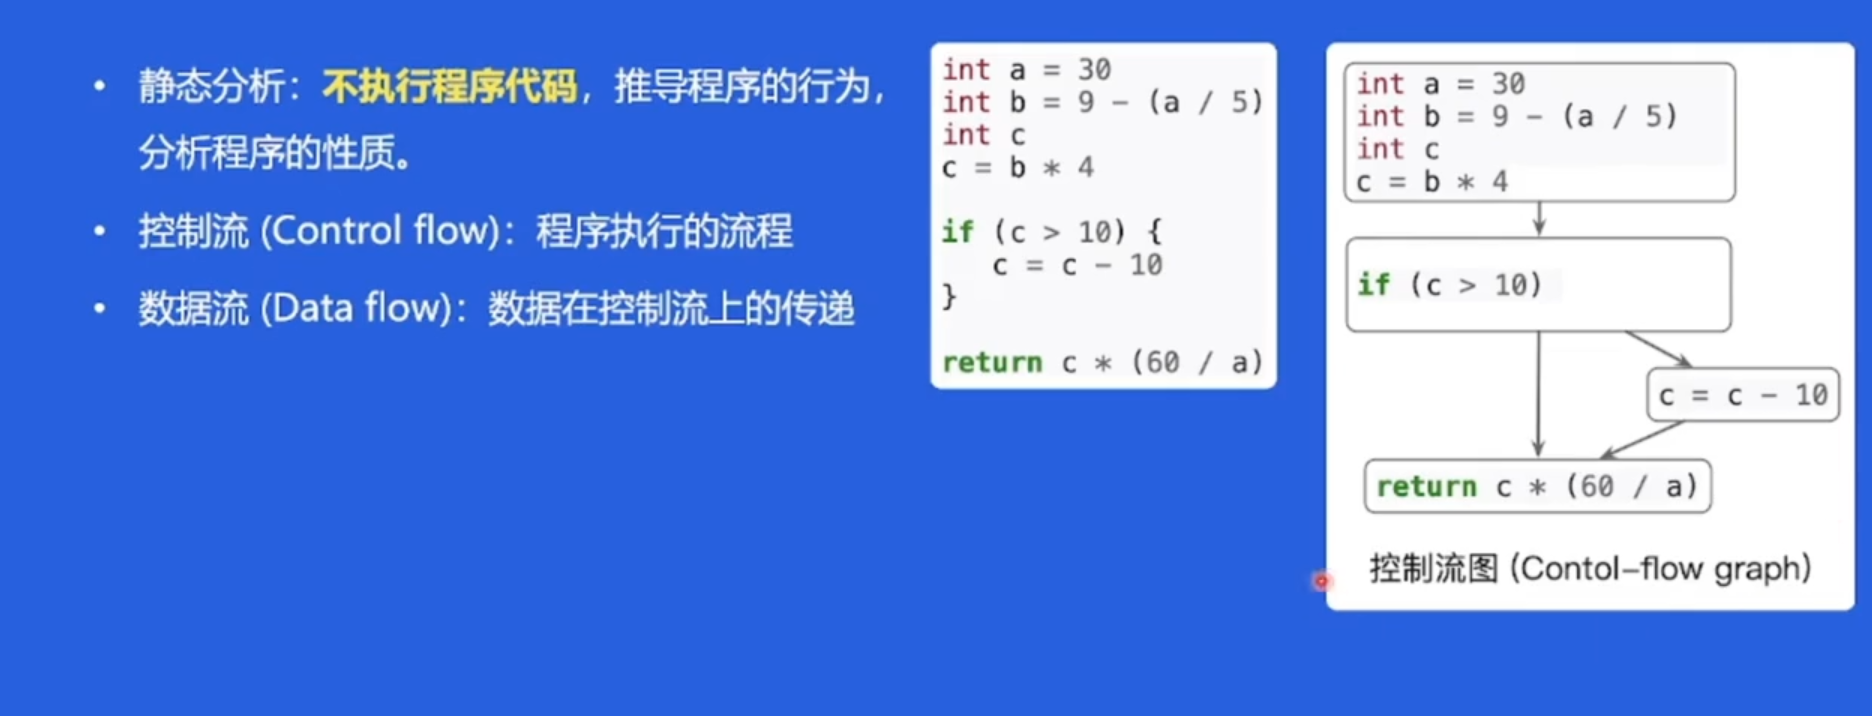 • 静态分析：不执行程序代码，推导程序的行为，
分析程序的性质。
• 控制流 (Control flow)：程序执行的流程
• 数据流 (Data flow)：数据在控制流上的传递
int a = 30
int b = 9 - (a / 5)
int c
c = b * 4
if (c > 10) {
c = c - 10
}
return c * (60 / a)
int a = 30
int b = 9 - (a / 5)
int c
c = b * 4
if (c > 10)
c = c - 10
return c * (60 / a)
控制流图 (Contol-flow graph)